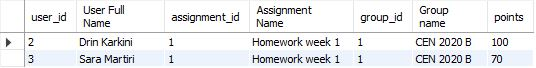 user_id User Full Name assignment_id Assignment Name group_id Group name points
2 Drin Karkini 1 Homework week 1 1 CEN 2020 B 100
3 Sara Martiri 1 Homework week 1 1 CEN 2020 B 70